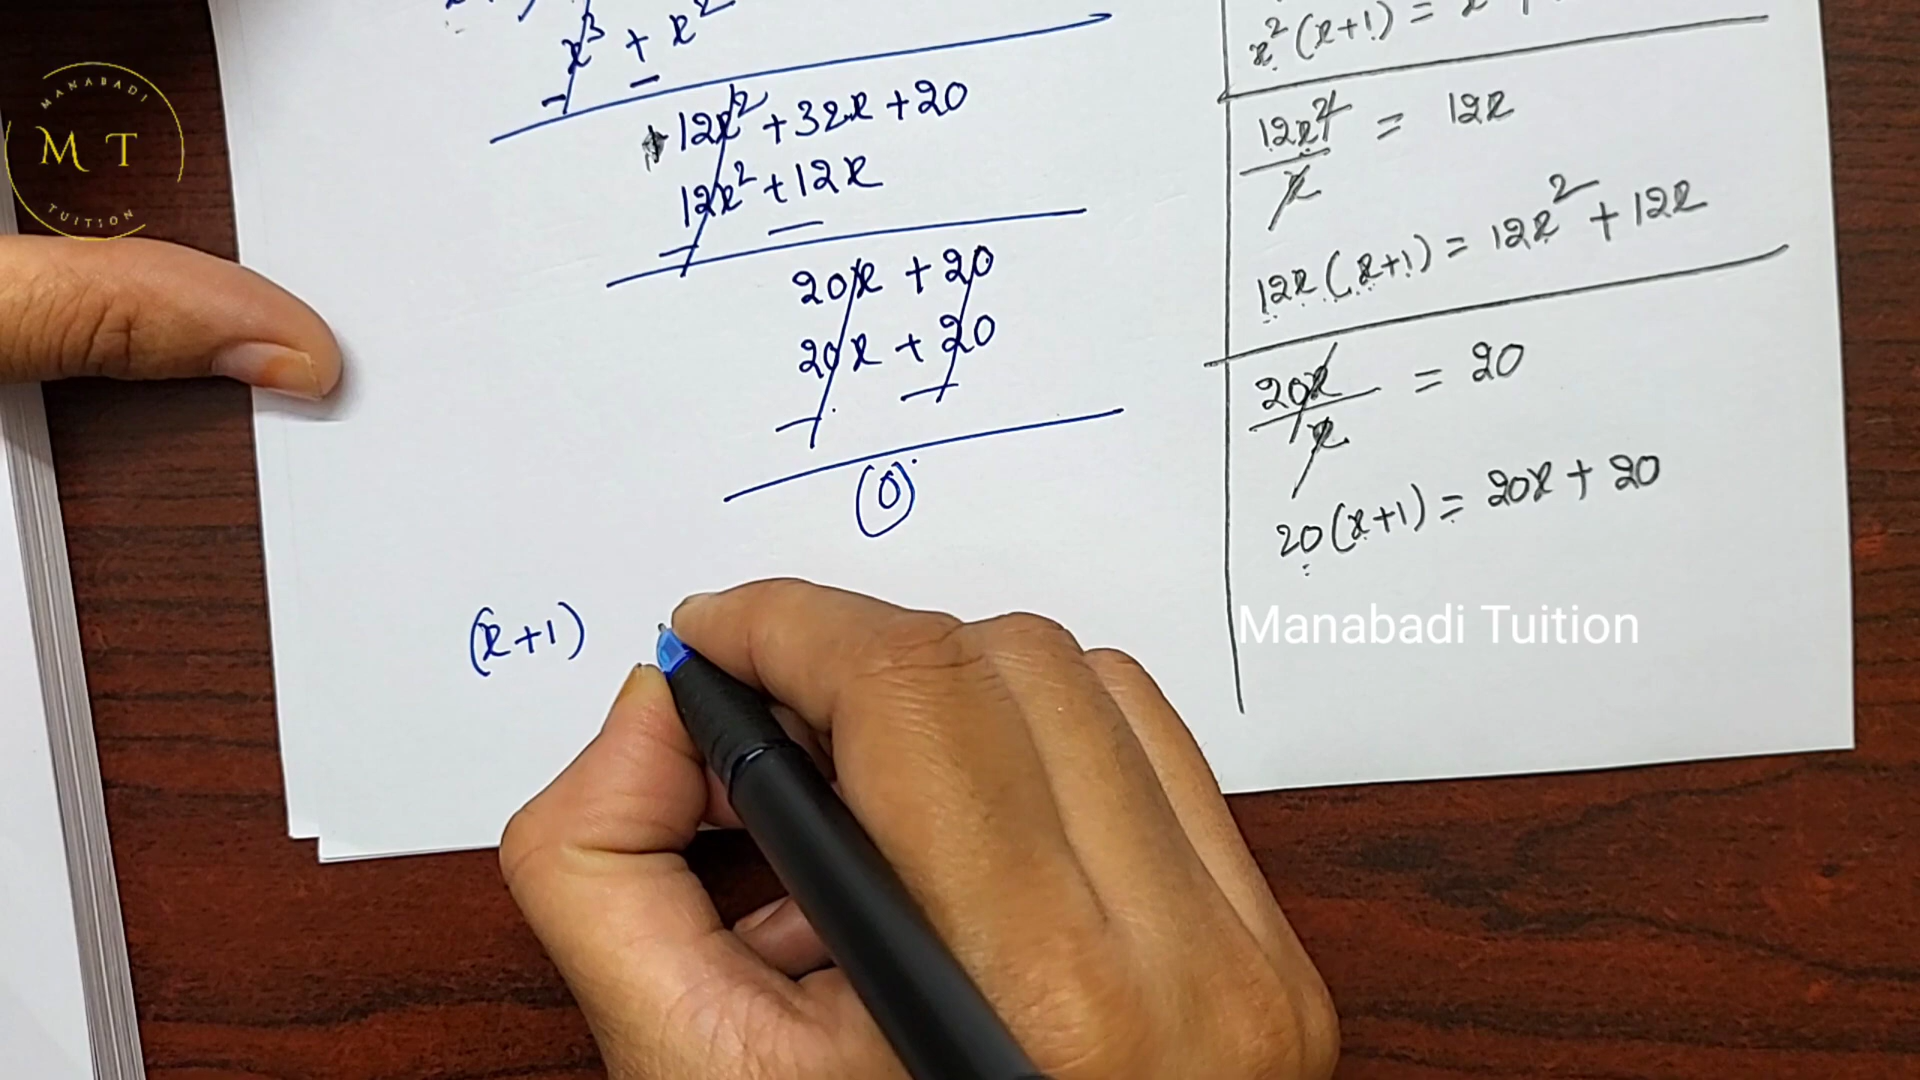 MANABADI
M T
TUITION
x³ + x²
+12x² + 32x + 20
12x² + 12x
20x + 20
20x + 20
0
(x+1)
x²(x+1) =
12x²/x = 12x
12x(x+1) = 12x² + 12x
20x/x = 20
20(x+1) = 20x + 20
Manabadi Tuition